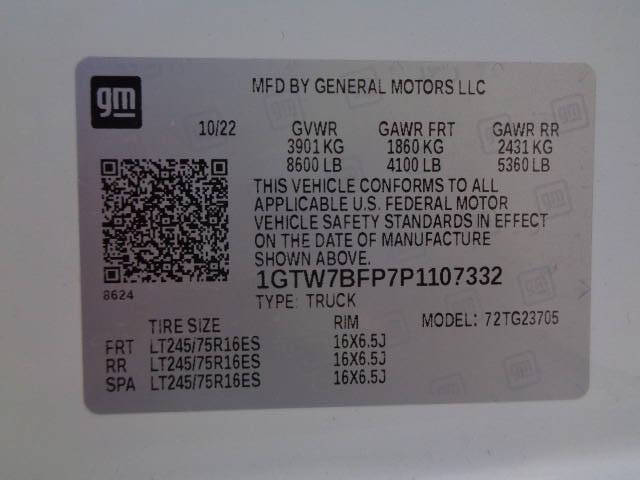 gm
MFD BY GENERAL MOTORS LLC
10/22 GVWR GAWR FRT GAWR RR
3901 KG 1860 KG 2431 KG
8600 LB 4100 LB 5360 LB
THIS VEHICLE CONFORMS TO ALL
APPLICABLE U.S. FEDERAL MOTOR
VEHICLE SAFETY STANDARDS IN EFFECT
ON THE DATE OF MANUFACTURE
SHOWN ABOVE.
8624
1GTW7BFP7P1107332
TYPE: TRUCK
TIRE SIZE RIM MODEL: 72TG23705
FRT LT245/75R16ES 16X6.5J
RR LT245/75R16ES 16X6.5J
SPA LT245/75R16ES 16X6.5J